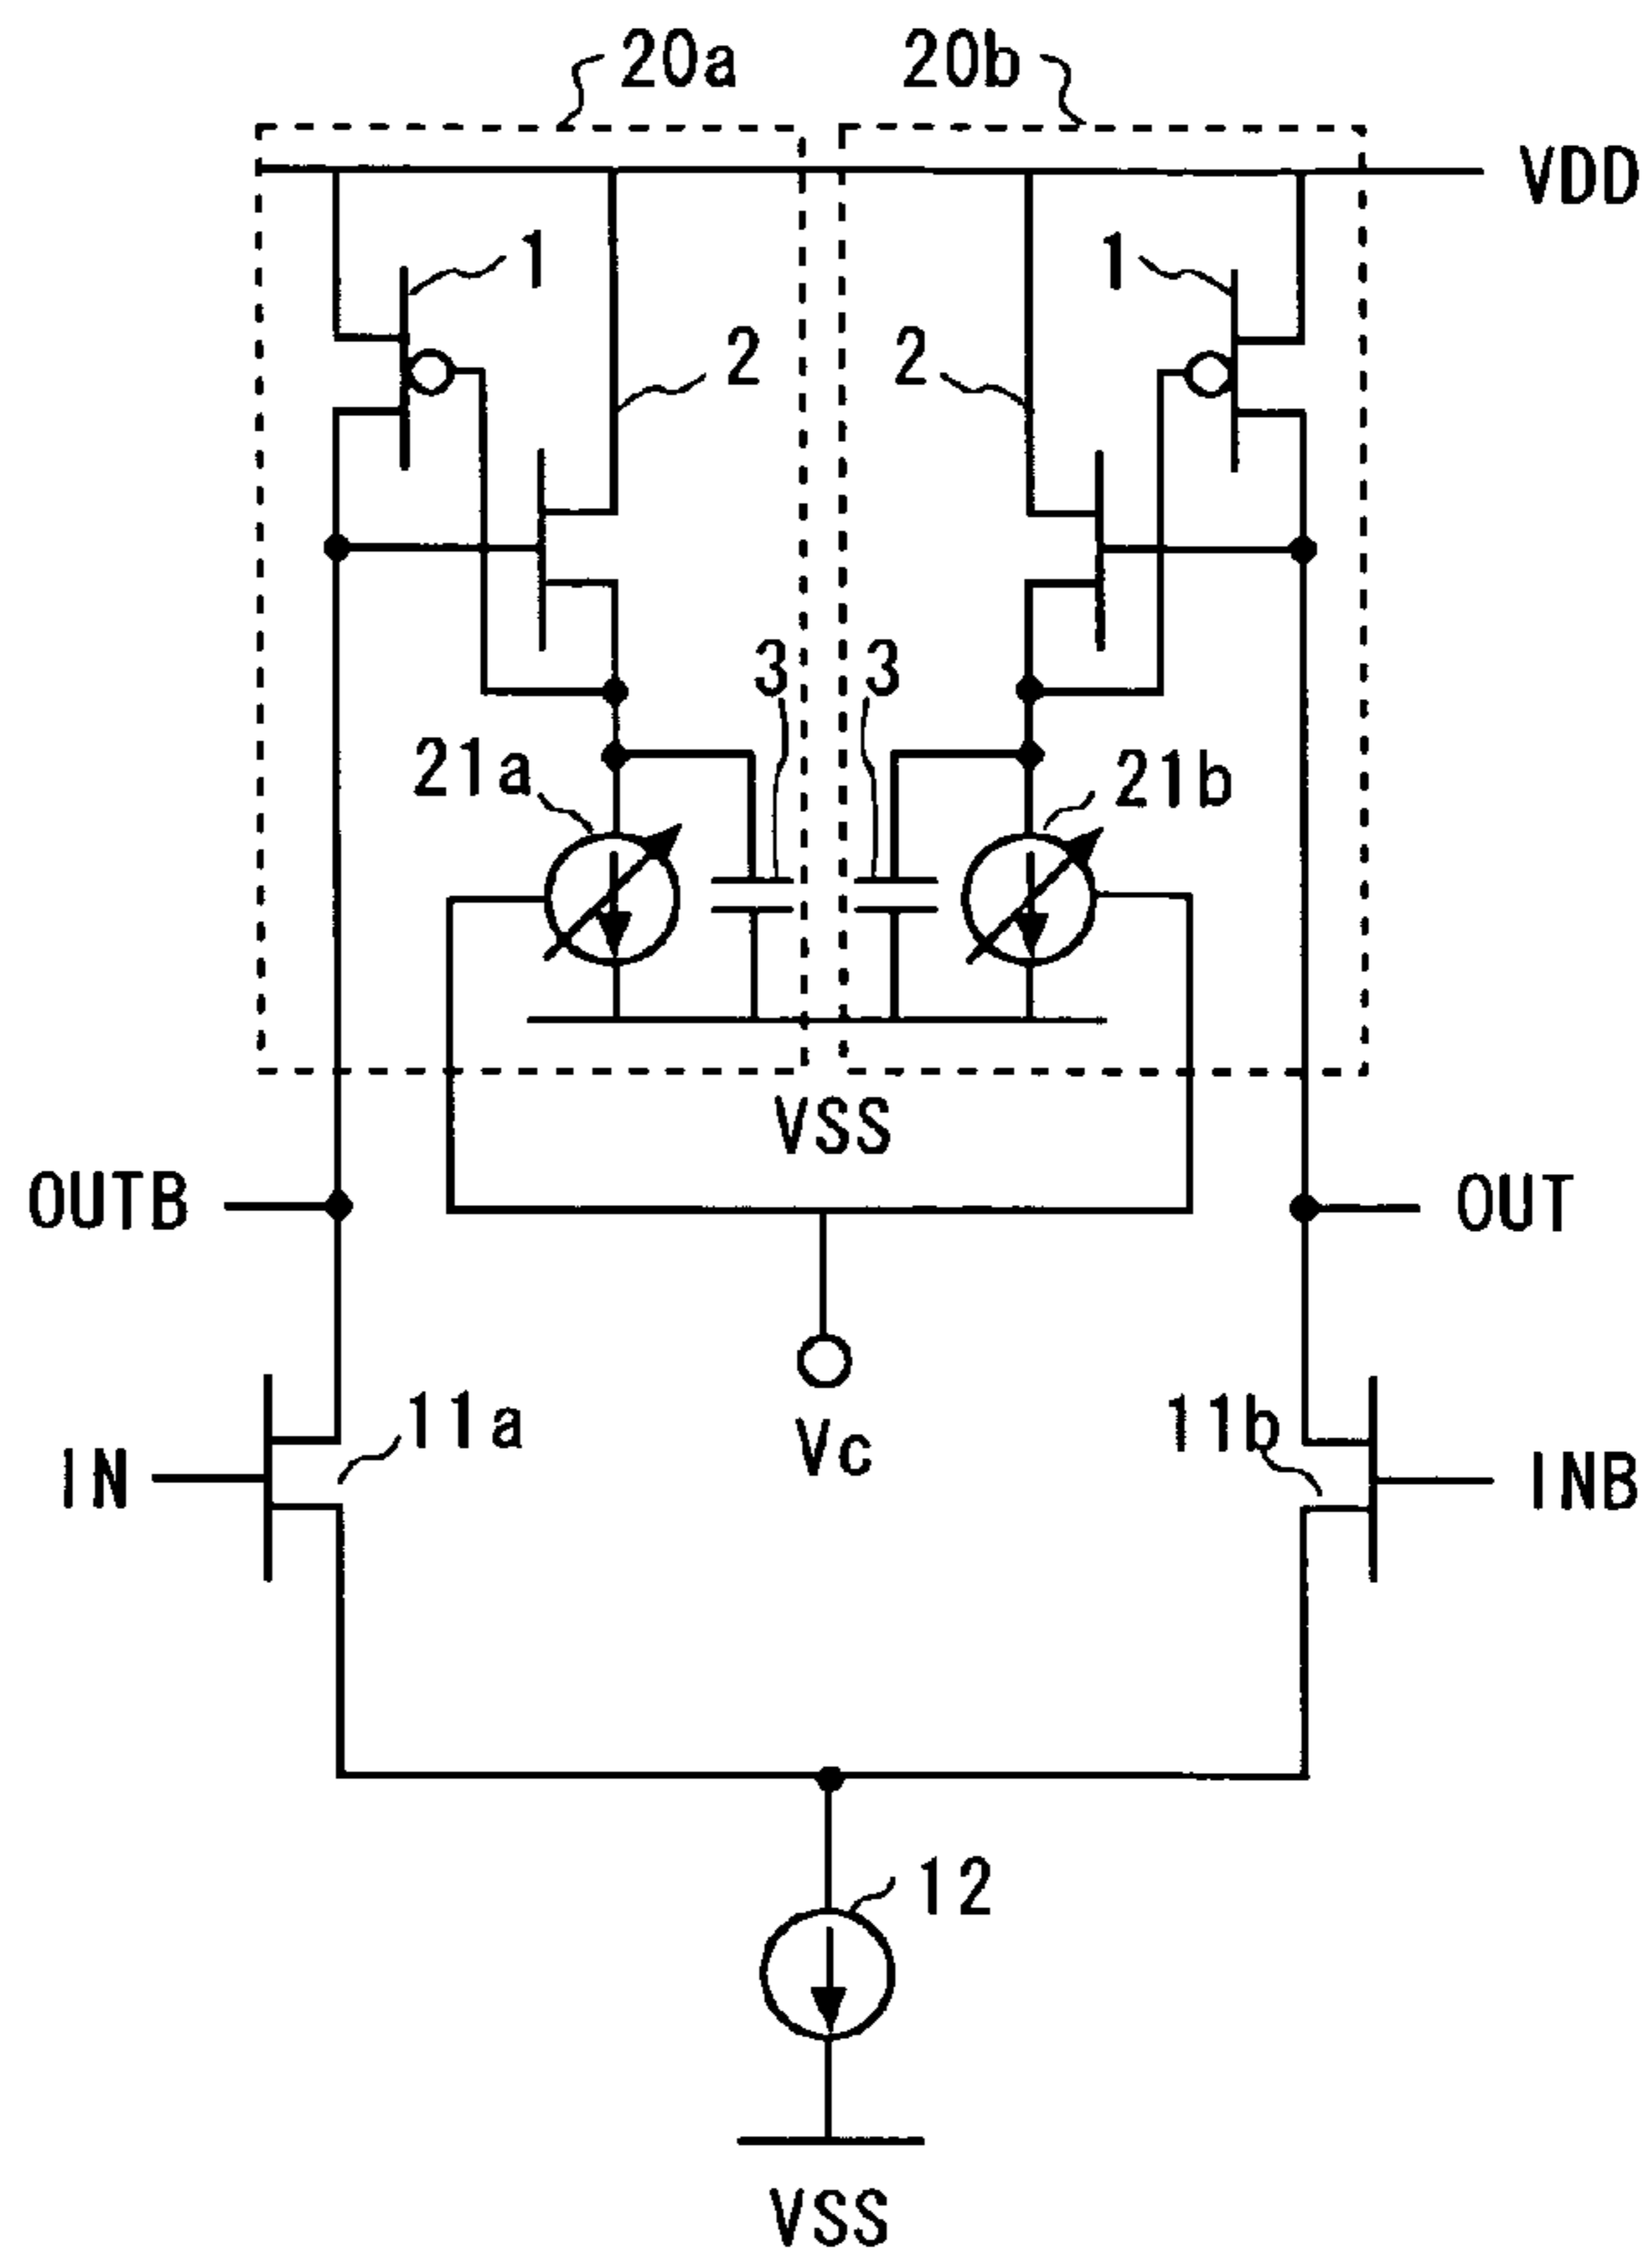 20a 20b
VDD
1 1
2 2
3 3
21a 21b
VSS
OUTB OUT
11a Vc 11b
IN INB
12
VSS